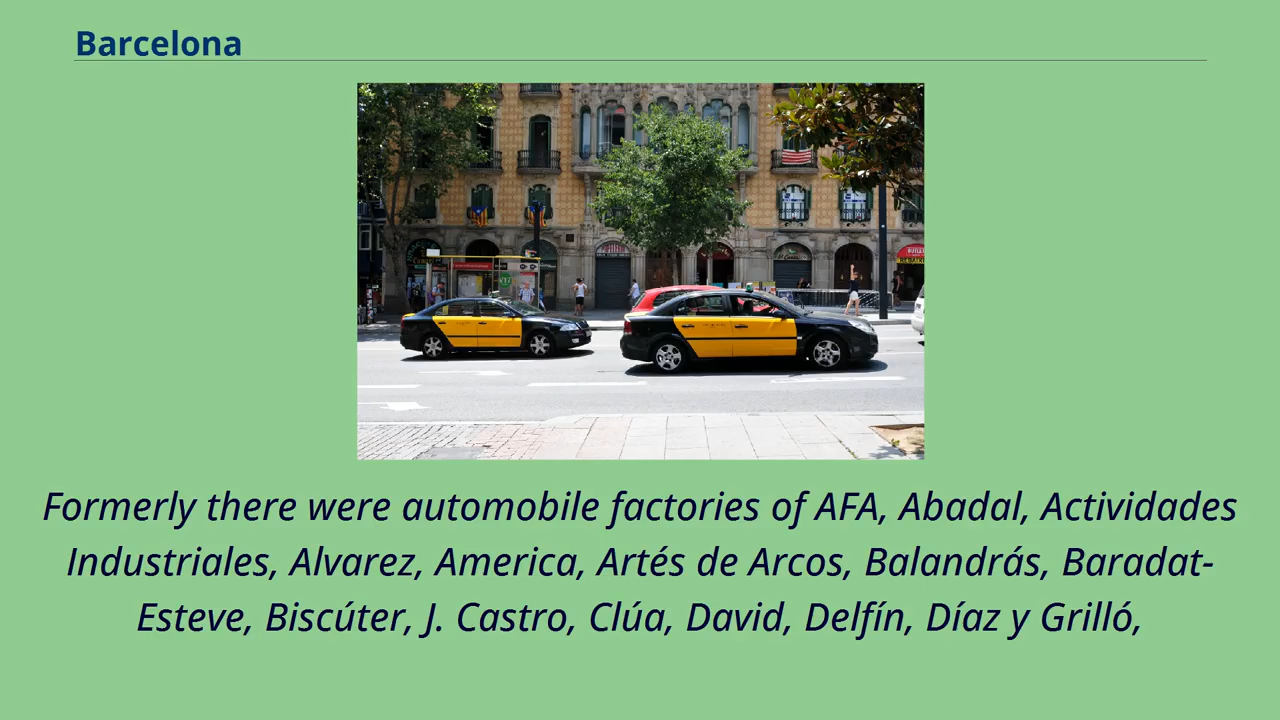 Barcelona
Formerly there were automobile factories of AFA, Abadal, Actividades
Industriales, Alvarez, America, Artés de Arcos, Balandrás, Baradat-
Esteve, Biscúter, J. Castro, Clúa, David, Delfín, Díaz y Grilló,